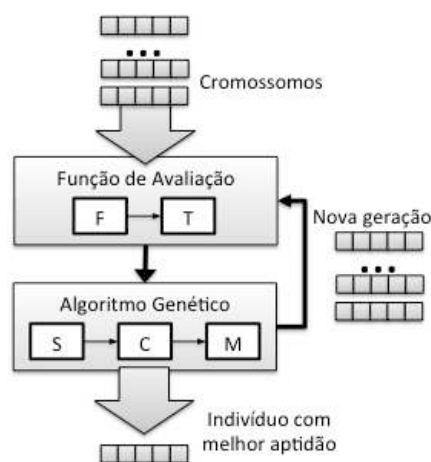 Cromossomos
Função de Avaliação
F
T
Nova geração
Algoritmo Genético
S
C
M
Indivíduo com
melhor aptidão